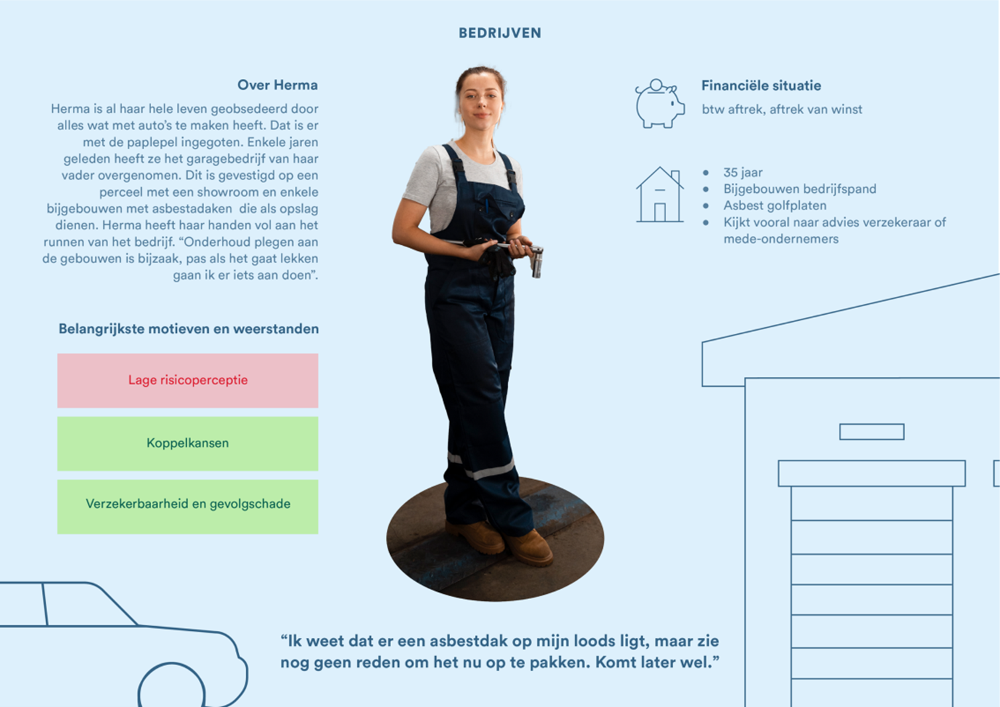 BEDRIJVEN
Over Herma
Herma is al haar hele leven geobsedeerd door
alles wat met auto's te maken heeft. Dat is er
met de paplepel ingegoten. Enkele jaren
geleden heeft ze het garagebedrijf van haar
vader overgenomen. Dit is gevestigd op een
perceel met een showroom en enkele
bijgebouwen met asbestadaken  die als opslag
dienen. Herma heeft haar handen vol aan het
runnen van het bedrijf. “Onderhoud plegen aan
de gebouwen is bijzaak, pas als het gaat lekken
gaan ik er iets aan doen”.
Belangrijkste motieven en weerstanden
Lage risicoperceptie
Koppelkansen
Verzekerbaarheid en gevolgschade
Financiële situatie
btw aftrek, aftrek van winst
● 35 jaar
● Bijgebouwen bedrijfspand
● Asbest golfplaten
● Kijkt vooral naar advies verzekeraar of
mede-ondernemers
“Ik weet dat er een asbestdak op mijn loods ligt, maar zie
nog geen reden om het nu op te pakken. Komt later wel.”